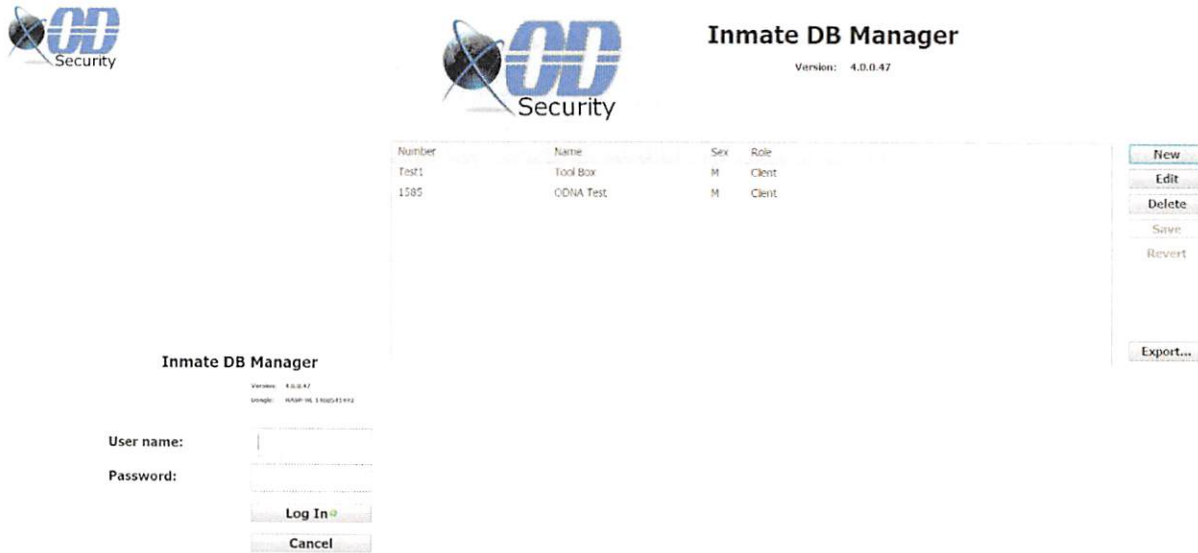 OD
Security
Inmate DB Manager
Version: 4.0.0.47
User name:
Password:
Log In
Cancel
OD
Security
Inmate DB Manager
Version: 4.0.0.47
Number Name Sex Role
Test1 Tool Box M Client
1585 ODNA Test M Client
New
Edit
Delete
Save
Revert
Export...